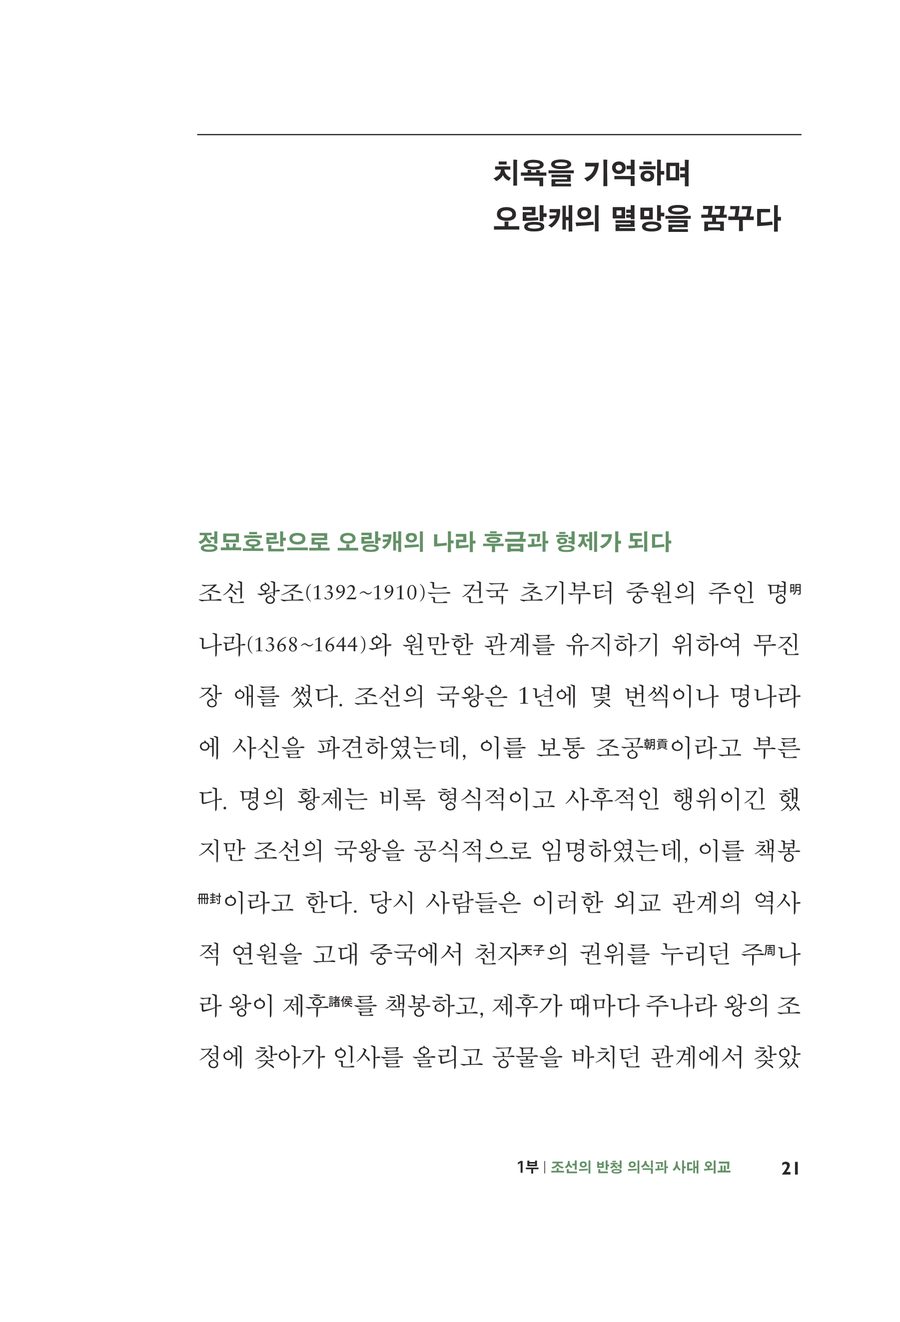 치욕을 기억하며
오랑캐의 멸망을 꿈꾸다
정묘호란으로 오랑캐의 나라 후금과 형제가 되다
조선 왕조(1392~1910)는 건국 초기부터 중원의 주인 명明
나라(1368~1644)와 원만한 관계를 유지하기 위하여 무진
장 애를 썼다. 조선의 국왕은 1년에 몇 번씩이나 명나라
에 사신을 파견하였는데, 이를 보통 조공朝貢이라고 부른
다. 명의 황제는 비록 형식적이고 사후적인 행위이긴 했
지만 조선의 국왕을 공식적으로 임명하였는데, 이를 책봉
冊封이라고 한다. 당시 사람들은 이러한 외교 관계의 역사
적 연원을 고대 중국에서 천자天子의 권위를 누리던 주周나
라 왕이 제후諸侯를 책봉하고, 제후가 때마다 주나라 왕의 조
정에 찾아가 인사를 올리고 공물을 바치던 관계에서 찾았
1부 | 조선의 반청 의식과 사대 외교 21